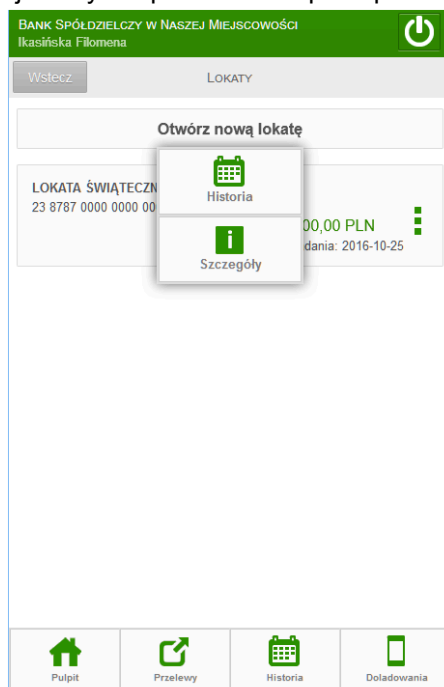 BANK SPÓŁDZIELCZY W NASZEJ MIEJSCOWOŚCI
Ikasińska Filomena
Wstecz
LOKATY
Otwórz nową lokatę
Historia
Szczegóły
LOKATA ŚWIĄTECZN
23 8787 0000 0000 00
00,00 PLN
dania: 2016-10-25
Pulpit
Przelewy
Historia
Doladowania